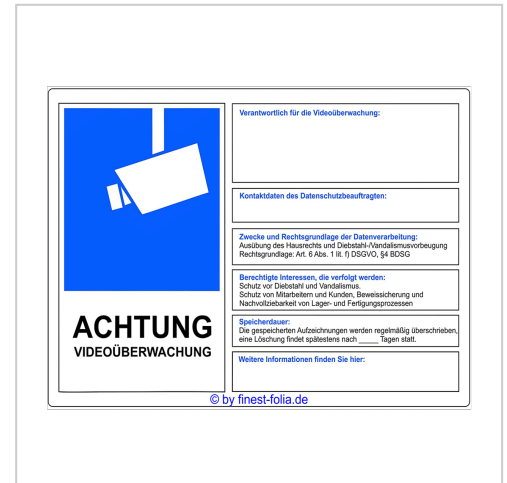 ACHTUNG
VIDEOÜBERWACHUNG
Verantwortlich für die Videoüberwachung:
Kontaktdaten des Datenschutzbeauftragten:
Zwecke und Rechtsgrundlage der Datenverarbeitung:
Ausübung des Hausrechts und Diebstahl-/Vandalismusvorbeugung
Rechtsgrundlage: Art. 6 Abs. 1 lit. f) DSGVO, §4 BDSG
Berechtigte Interessen, die verfolgt werden:
Schutz vor Diebstahl und Vandalismus.
Schutz von Mitarbeitern und Kunden, Beweissicherung und
Nachvollziebarkeit von Lager- und Fertigungsprozessen
Speicherdauer:
Die gespeicherten Aufzeichnungen werden regelmäßig überschrieben,
eine Löschung findet spätestens nach _____ Tagen statt.
Weitere Informationen finden Sie hier:
© by finest-folia.de